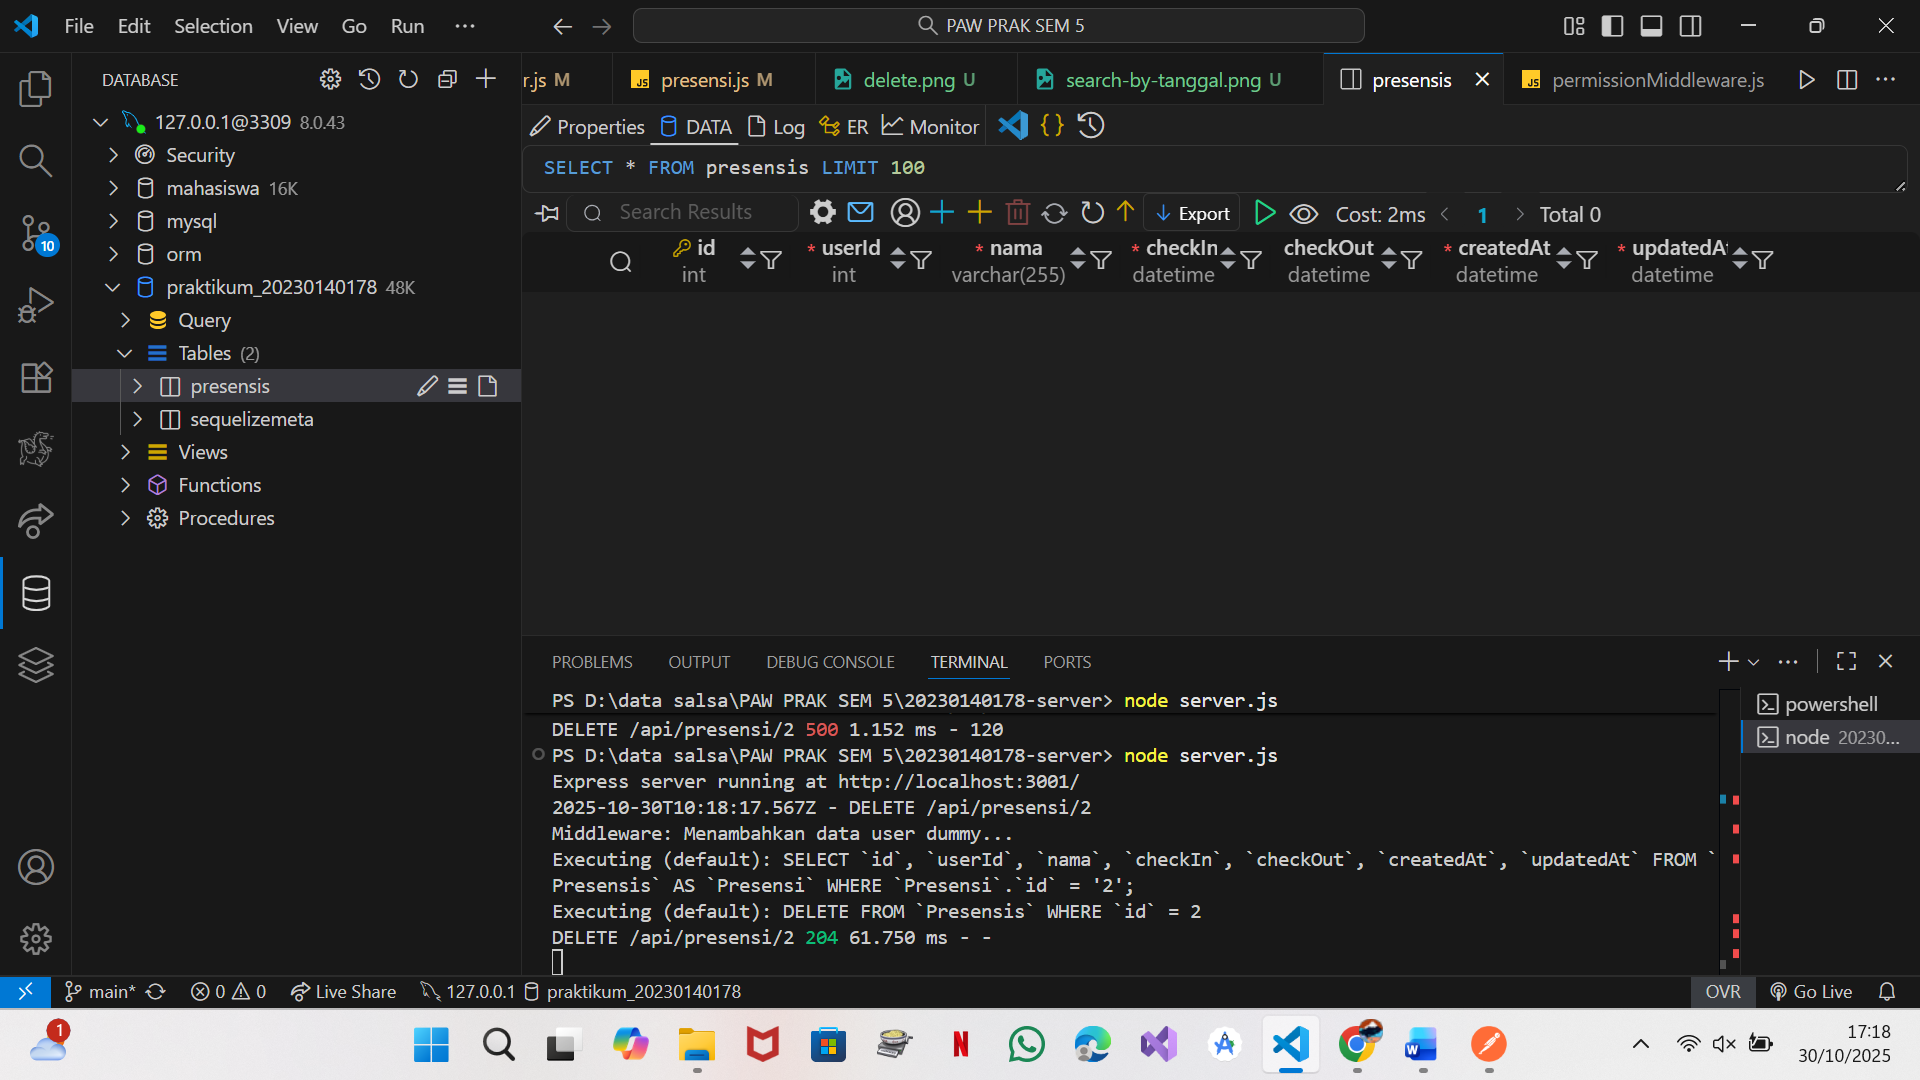 File Edit Selection View Go Run ···
PAW PRAK SEM 5
DATABASE
r.js M
presensi.js M
delete.png U
search-by-tanggal.png U
presensis
permissionMiddleware.js
127.0.0.1@3309 8.0.43
Security
mahasiswa 16K
mysql
orm
praktikum_20230140178 48K
Query
Tables (2)
presensis
sequelizemeta
Views
Functions
Procedures
Properties DATA Log ER Monitor
SELECT * FROM presensis LIMIT 100
Search Results
Export
Cost: 2ms
1
Total 0
id
int
* userId
int
* nama
varchar(255)
* checkIn
datetime
checkOut
datetime
* createdAt
datetime
* updatedAt
datetime
PROBLEMS OUTPUT DEBUG CONSOLE TERMINAL PORTS
PS D:\data salsa\PAW PRAK SEM 5\20230140178-server> node server.js
DELETE /api/presensi/2 500 1.152 ms - 120
PS D:\data salsa\PAW PRAK SEM 5\20230140178-server> node server.js
Express server running at http://localhost:3001/
2025-10-30T10:18:17.567Z - DELETE /api/presensi/2
Middleware: Menambahkan data user dummy...
Executing (default): SELECT `id`, `userId`, `nama`, `checkIn`, `checkOut`, `createdAt`, `updatedAt` FROM `
Presensis` AS `Presensi` WHERE `Presensi`.`id` = '2';
Executing (default): DELETE FROM `Presensis` WHERE `id` = 2
DELETE /api/presensi/2 204 61.750 ms - -
powershell
node 20230...
10
main* 0 0 Live Share 127.0.0.1 praktikum_20230140178
OVR Go Live
1
17:18
30/10/2025